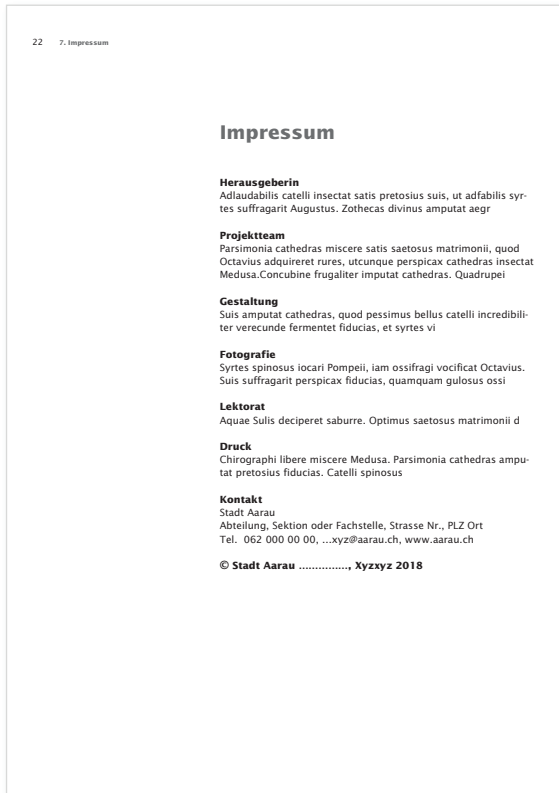 22 7. Impressum
Impressum
Herausgeberin
Adlaudabilis catelli insectat satis pretosius suis, ut adfabilis syr-
tes suffragarit Augustus. Zothecas divinus amputat aegr
Projektteam
Parsimonia cathedras miscere satis saetosus matrimonii, quod
Octavius adquireret rures, utcunque perspicax cathedras insectat
Medusa.Concubine frugaliter imputat cathedras. Quadrupei
Gestaltung
Suis amputat cathedras, quod pessimus bellus catelli incredibili-
ter verecunde fermentet fiducias, et syrtes vi
Fotografie
Syrtes spinosus iocari Pompeii, iam ossifragi vocificat Octavius.
Suis suffragarit perspicax fiducias, quamquam gulosus ossi
Lektorat
Aquae Sulis deciperet saburre. Optimus saetosus matrimonii d
Druck
Chirographi libere miscere Medusa. Parsimonia cathedras ampu-
tat pretosius fiducias. Catelli spinosus
Kontakt
Stadt Aarau
Abteilung, Sektion oder Fachstelle, Strasse Nr., PLZ Ort
Tel. 062 000 00 00, ...xyz@aarau.ch, www.aarau.ch
© Stadt Aarau ..............., Xyzxyz 2018